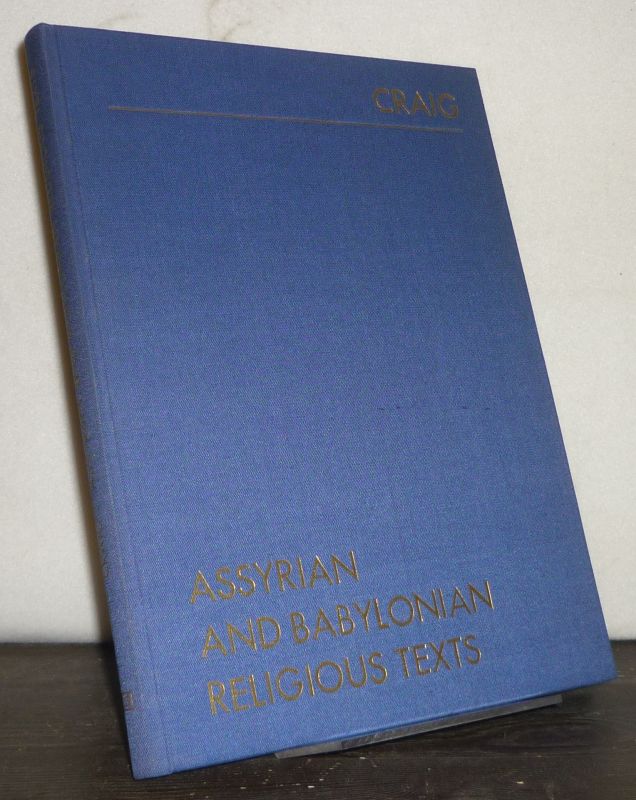 CRAIG
ASSYRIAN
AND BABYLONIAN
RELIGIOUS TEXTS